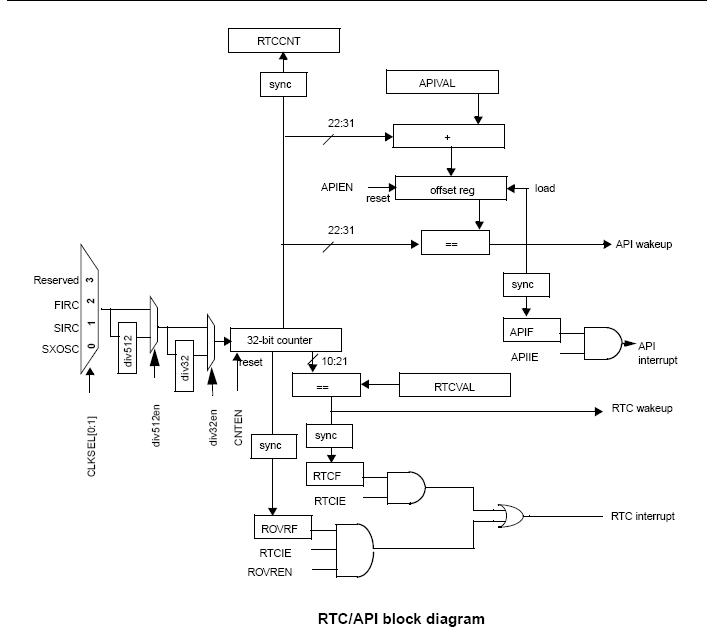 RTCCNT
sync
APIVAL
22:31
+
APIEN
reset
offset reg
load
22:31
==
API wakeup
Reserved
3
FIRC
2
SIRC
1
SXOSC
0
sync
div512
div32
32-bit counter
reset
10:21
APIF
APIIE
API
interrupt
==
RTCVAL
RTC wakeup
CLKSEL[0:1]
div512en
div32en
CNTEN
sync
sync
RTCF
RTCIE
ROVRF
RTCIE
ROVREN
RTC interrupt
RTC/API block diagram